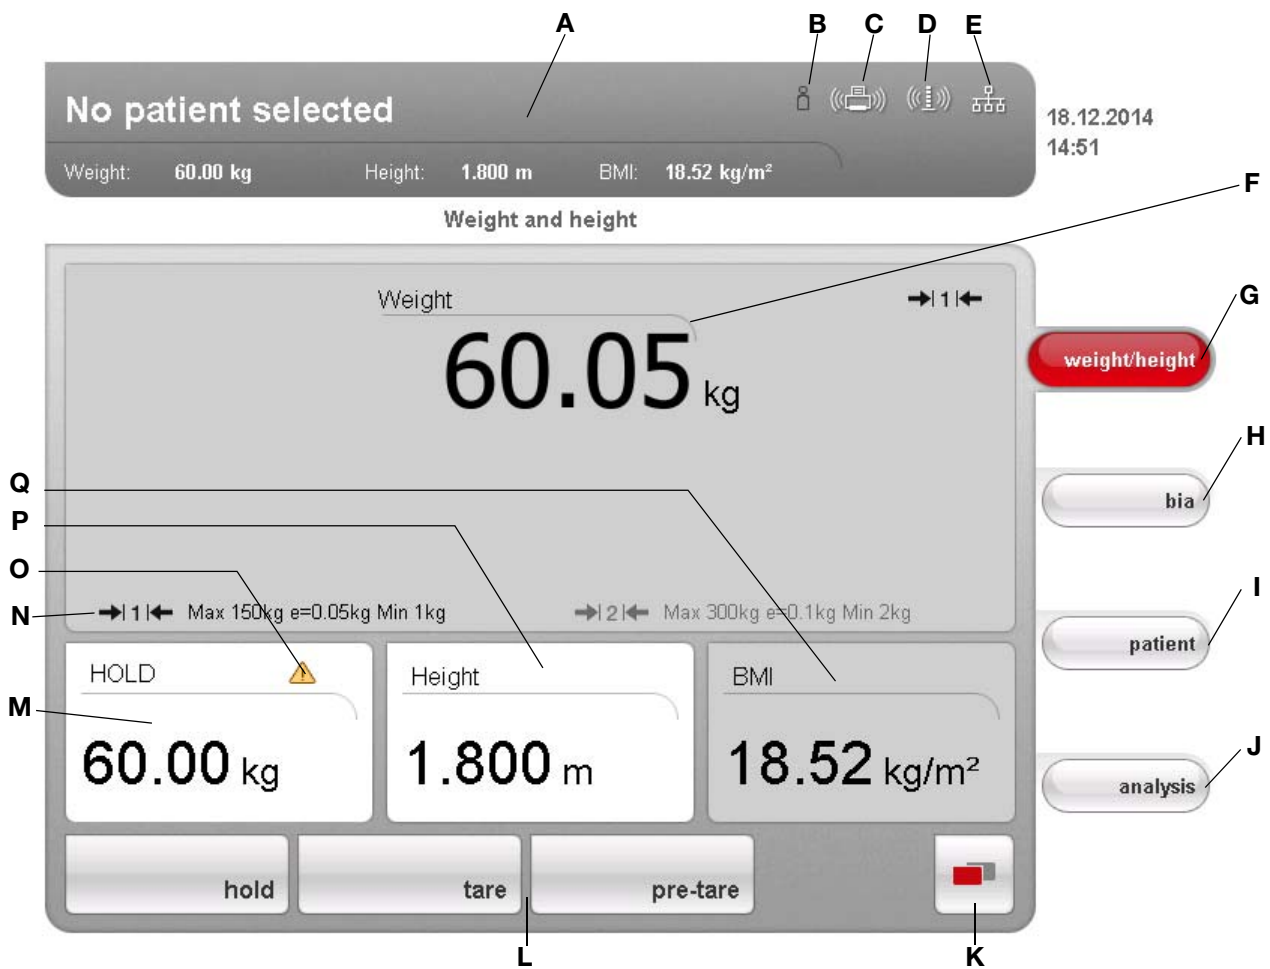 A
B C D E
No patient selected
18.12.2014
14:51
Weight: 60.00 kg Height: 1.800 m BMI: 18.52 kg/m²
F
Weight and height
G
Weight
→|1|←
60.05 kg
weight/height
H
bia
Q
P
O
N
→|1|← Max 150kg e=0.05kg Min 1kg →|2|← Max 300kg e=0.1kg Min 2kg
I
patient
HOLD Height BMI
M
60.00 kg 1.800 m 18.52 kg/m²
J
analysis
hold tare pre-tare
L K